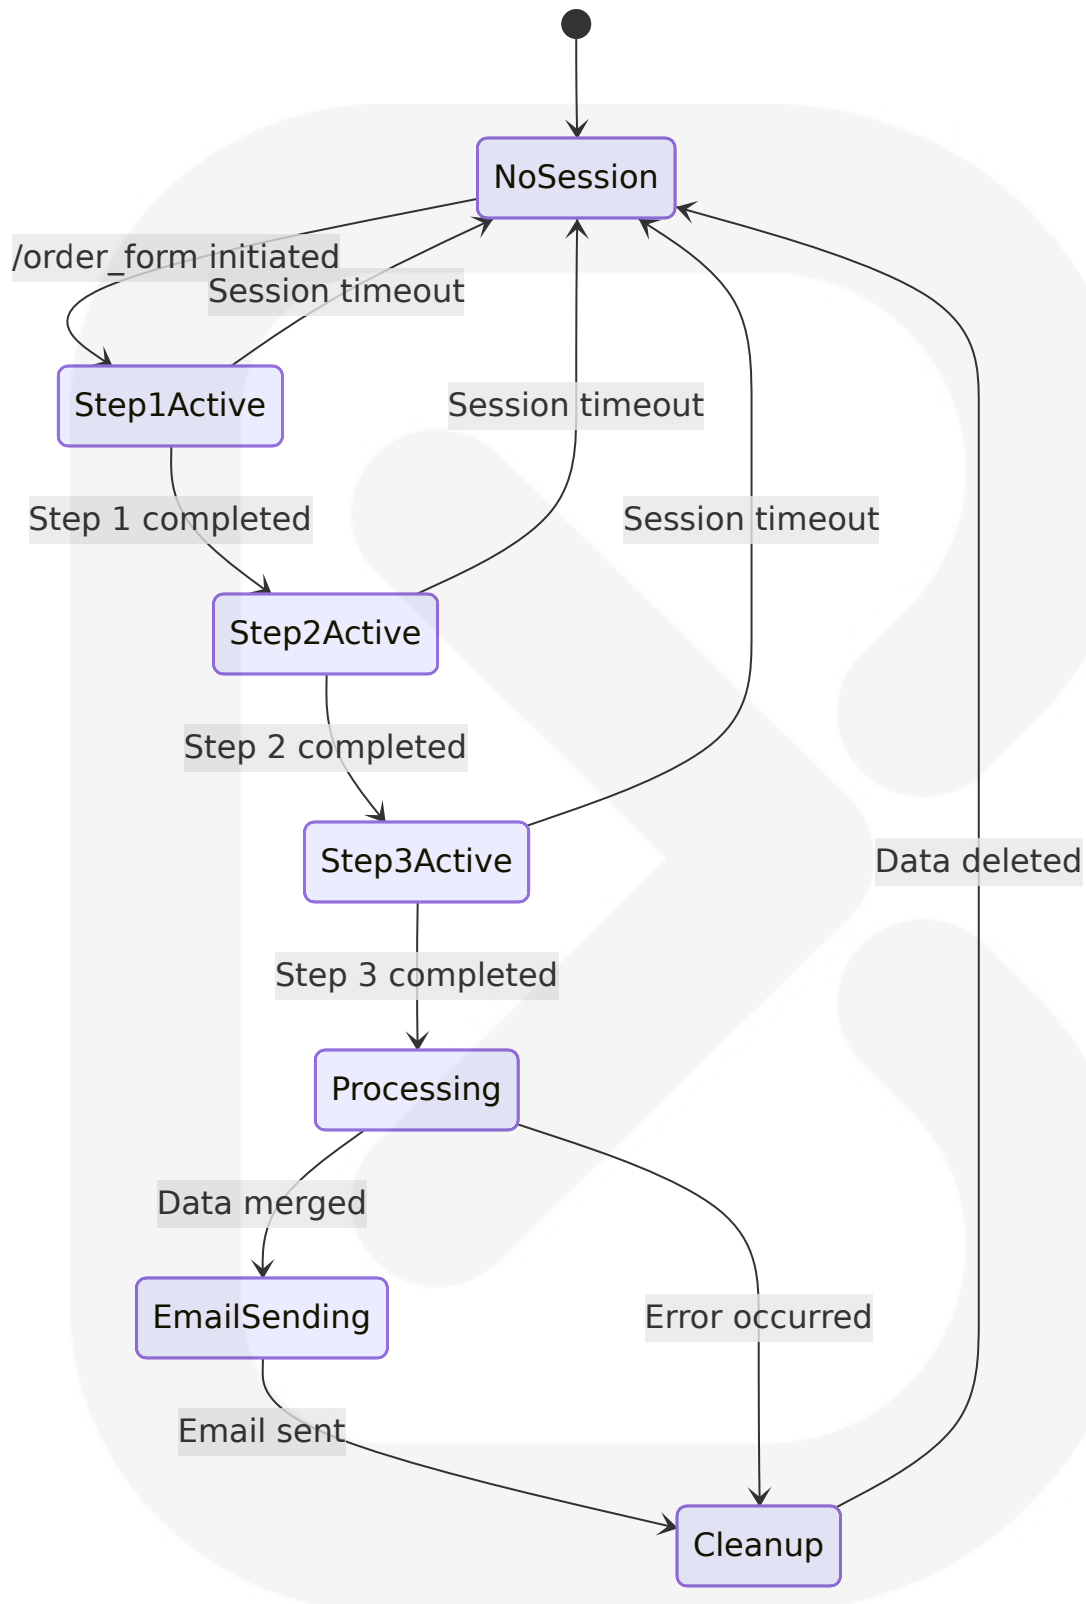 NoSession
/order_form initiated
Session timeout
Step1Active
Session timeout
Step 1 completed
Session timeout
Step2Active
Step 2 completed
Step3Active
Data deleted
Step 3 completed
Processing
Data merged
EmailSending
Error occurred
Email sent
Cleanup